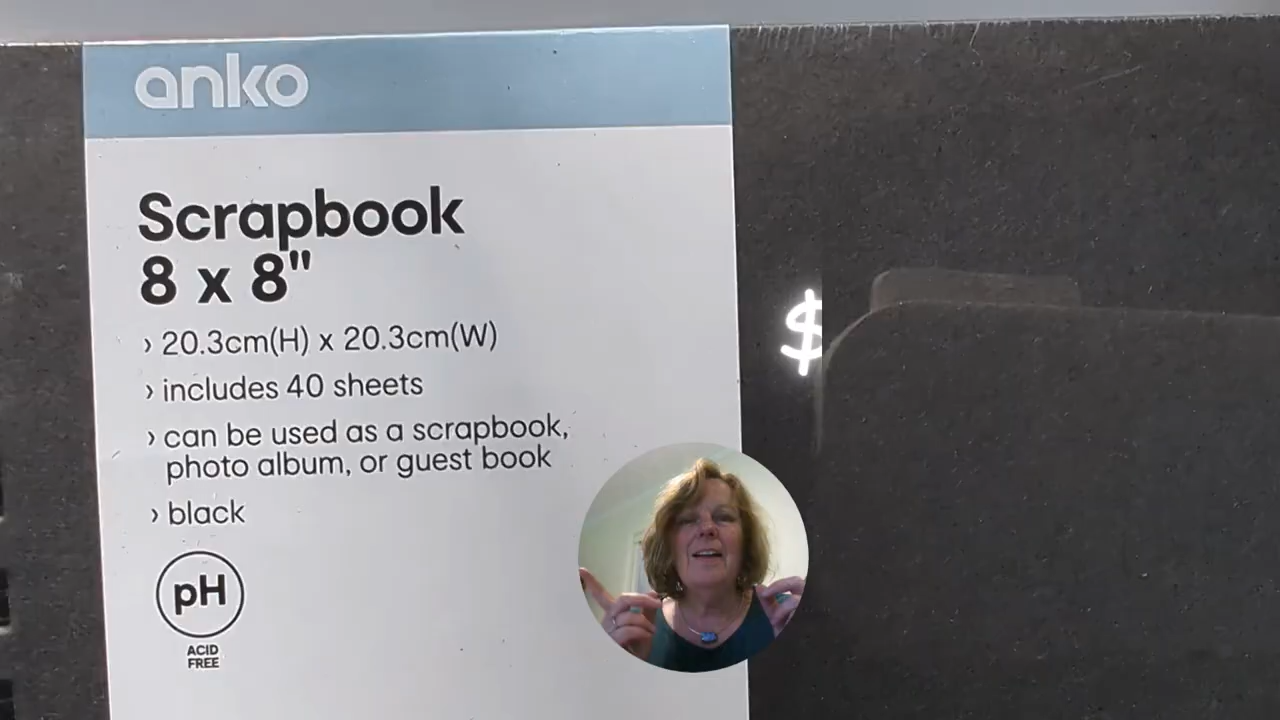 anko
Scrapbook
8 x 8"
› 20.3cm(H) x 20.3cm(W)
› includes 40 sheets
› can be used as a scrapbook,
photo album, or guest book
› black
pH
ACID
FREE
$